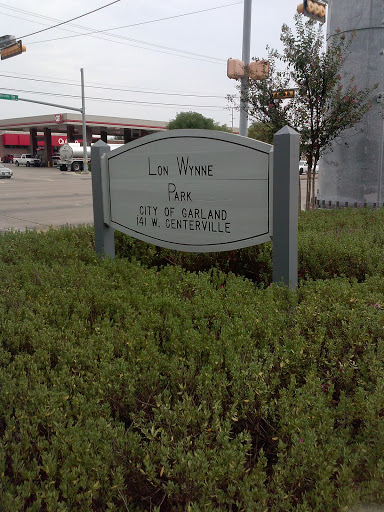 Lon Wynne
Park
CITY OF GARLAND
141 W. CENTERVILLE